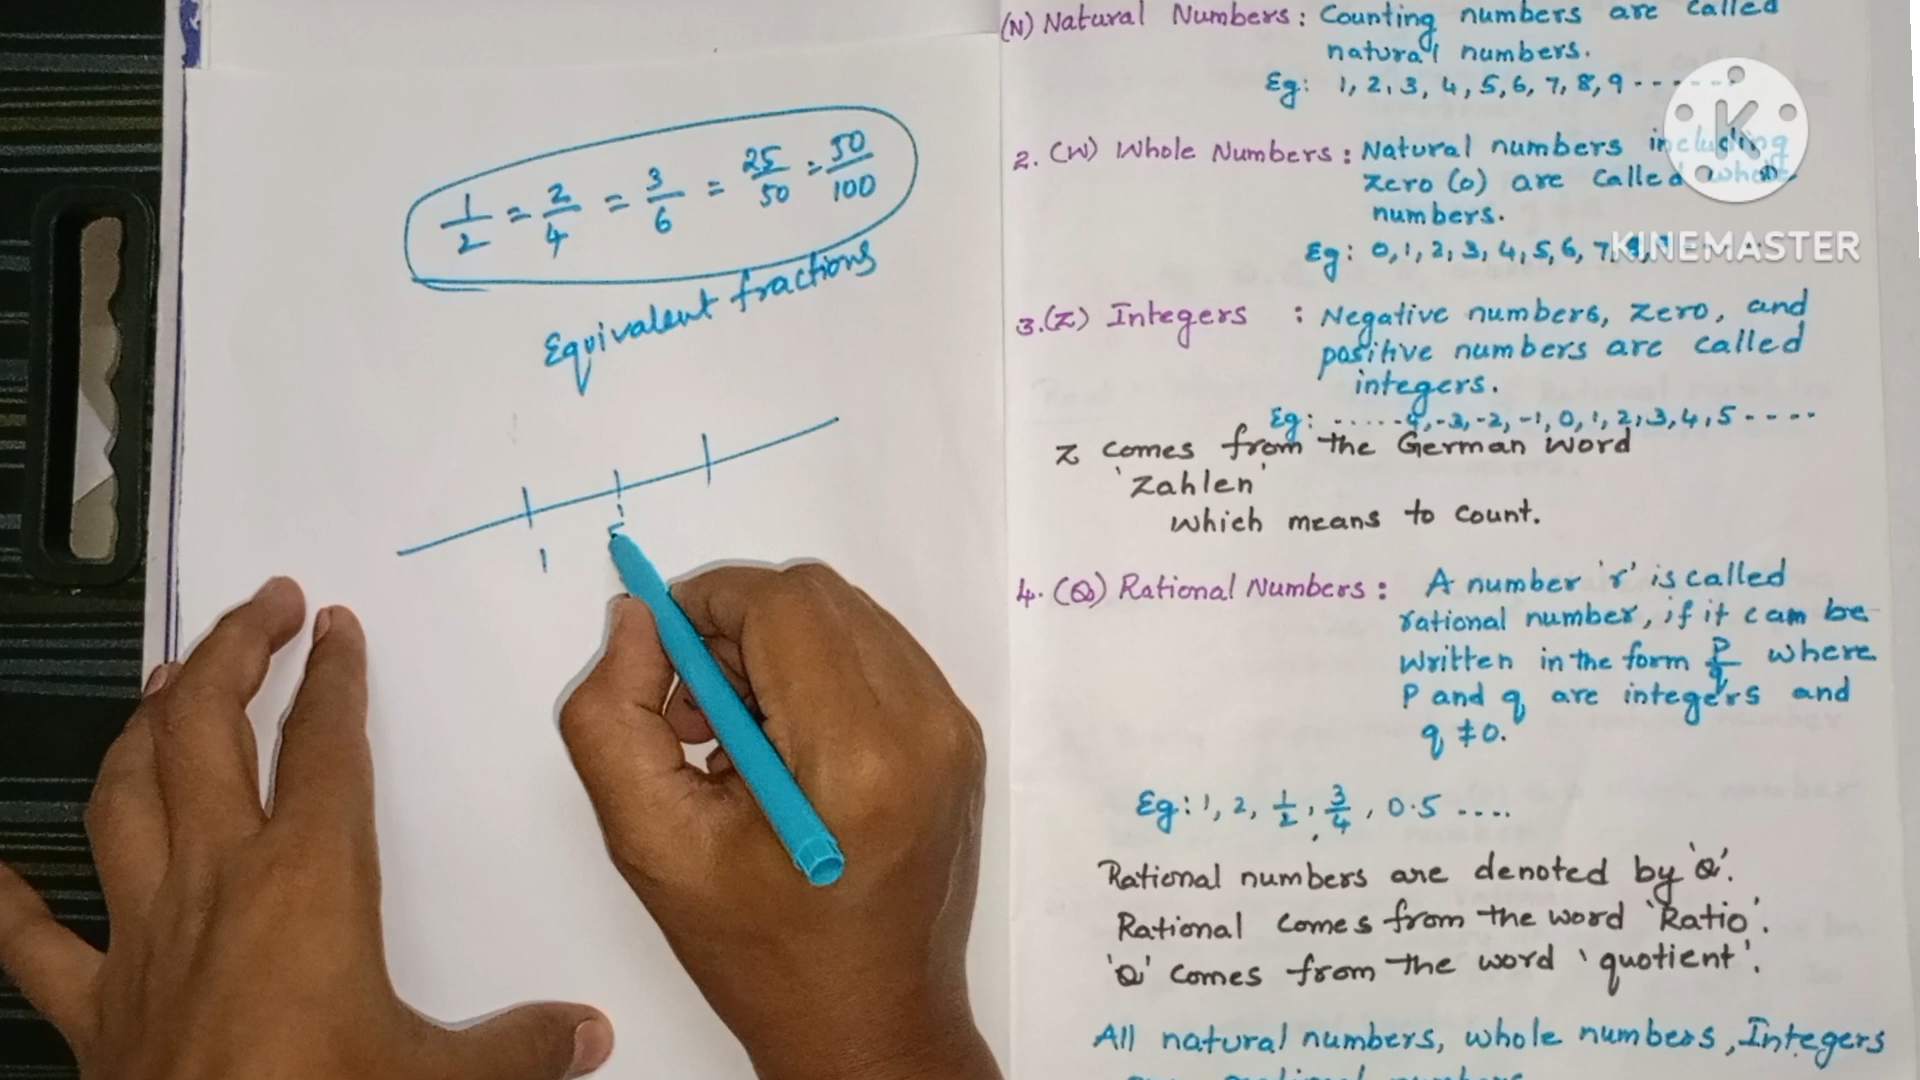 1/2 = 2/4 = 3/6 = 25/50 = 50/100
Equivalent fractions
1
(N) Natural Numbers: Counting numbers are called
natural numbers.
Eg: 1, 2, 3, 4, 5, 6, 7, 8, 9 ------
2. (W) Whole Numbers: Natural numbers including
zero (0) are called
numbers.
Eg: 0, 1, 2, 3, 4, 5, 6, 7, 8,
K
KINEMASTER
3. (Z) Integers : Negative numbers, zero, and
positive numbers are called
integers.
Eg: ......-4, -3, -2, -1, 0, 1, 2, 3, 4, 5 ----
Z comes from the German word
'Zahlen'
which means to count.
4. (Q) Rational Numbers: A number 'r' is called
rational number, if it can be
written in the form P/q where
P and q are integers and
q ≠ 0.
Eg: 1, 2, 1/2, 3/4, 0.5 ....
Rational numbers are denoted by 'Q'.
Rational comes from the word 'Ratio'.
'Q' comes from the word 'quotient'.
All natural numbers, whole numbers, Integers